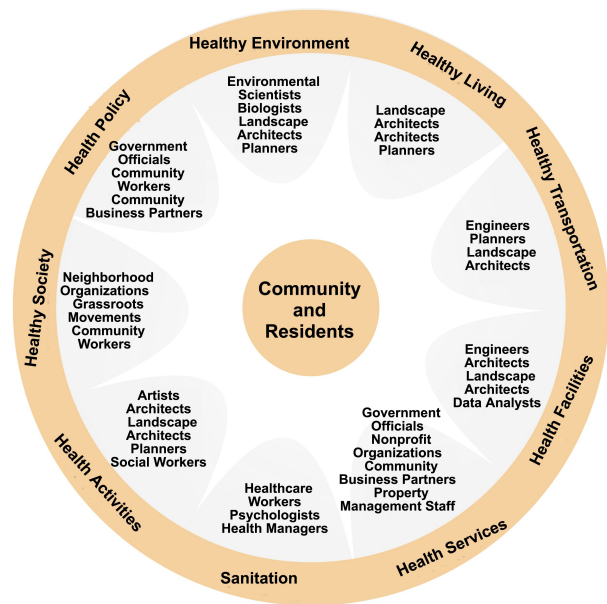 Healthy Environment
Environmental
Scientists
Biologists
Landscape
Architects
Planners
Healthy Living
Landscape
Architects
Architects
Planners
Healthy Transportation
Engineers
Planners
Landscape
Architects
Health Facilities
Engineers
Architects
Landscape
Architects
Data Analysts
Health Services
Government
Officials
Nonprofit
Organizations
Community
Business Partners
Property
Management Staff
Sanitation
Healthcare
Workers
Psychologists
Health Managers
Health Activities
Artists
Architects
Landscape
Architects
Planners
Social Workers
Healthy Society
Neighborhood
Organizations
Grassroots
Movements
Community
Workers
Health Policy
Government
Officials
Community
Workers
Community
Business Partners
Community
and
Residents